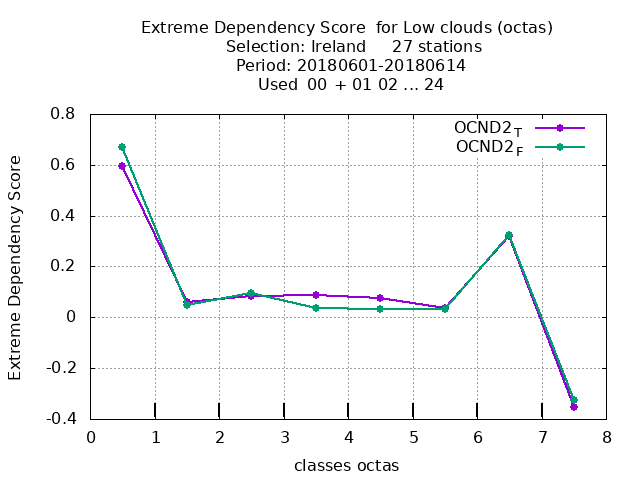 Extreme Dependency Score  for Low clouds (octas)
Selection: Ireland     27 stations
Period: 20180601-20180614
Used  00  + 01 02 ... 24
OCND2_T
OCND2_F
Extreme Dependency Score
0.8
0.6
0.4
0.2
0
-0.2
-0.4
0 1 2 3 4 5 6 7 8
classes octas